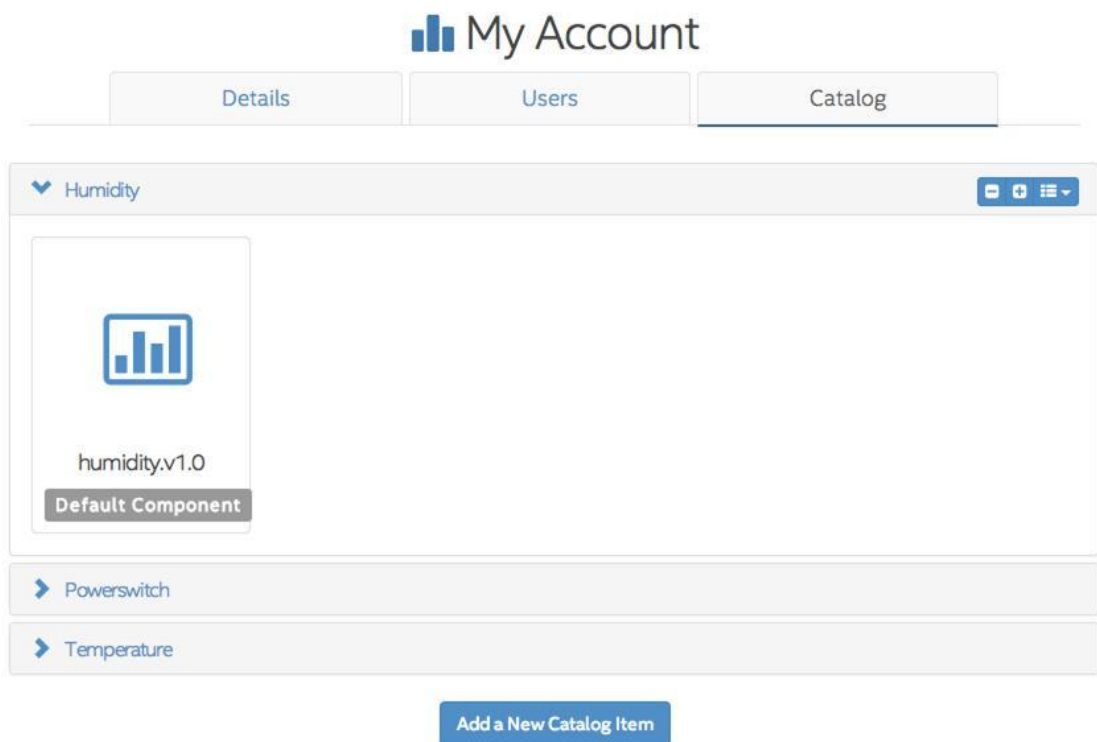 My Account
Details Users Catalog
Humidity
humidity.v1.0
Default Component
Powerswitch
Temperature
Add a New Catalog Item